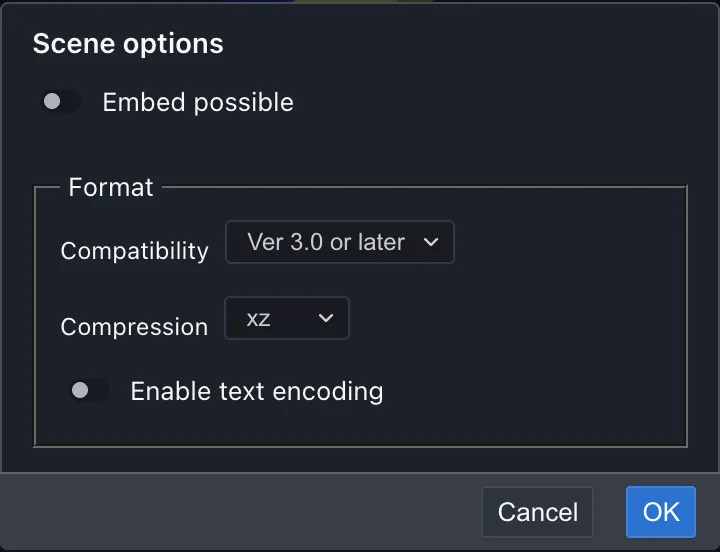 Scene options
Embed possible
Format
Compatibility Ver 3.0 or later
Compression xz
Enable text encoding
Cancel OK